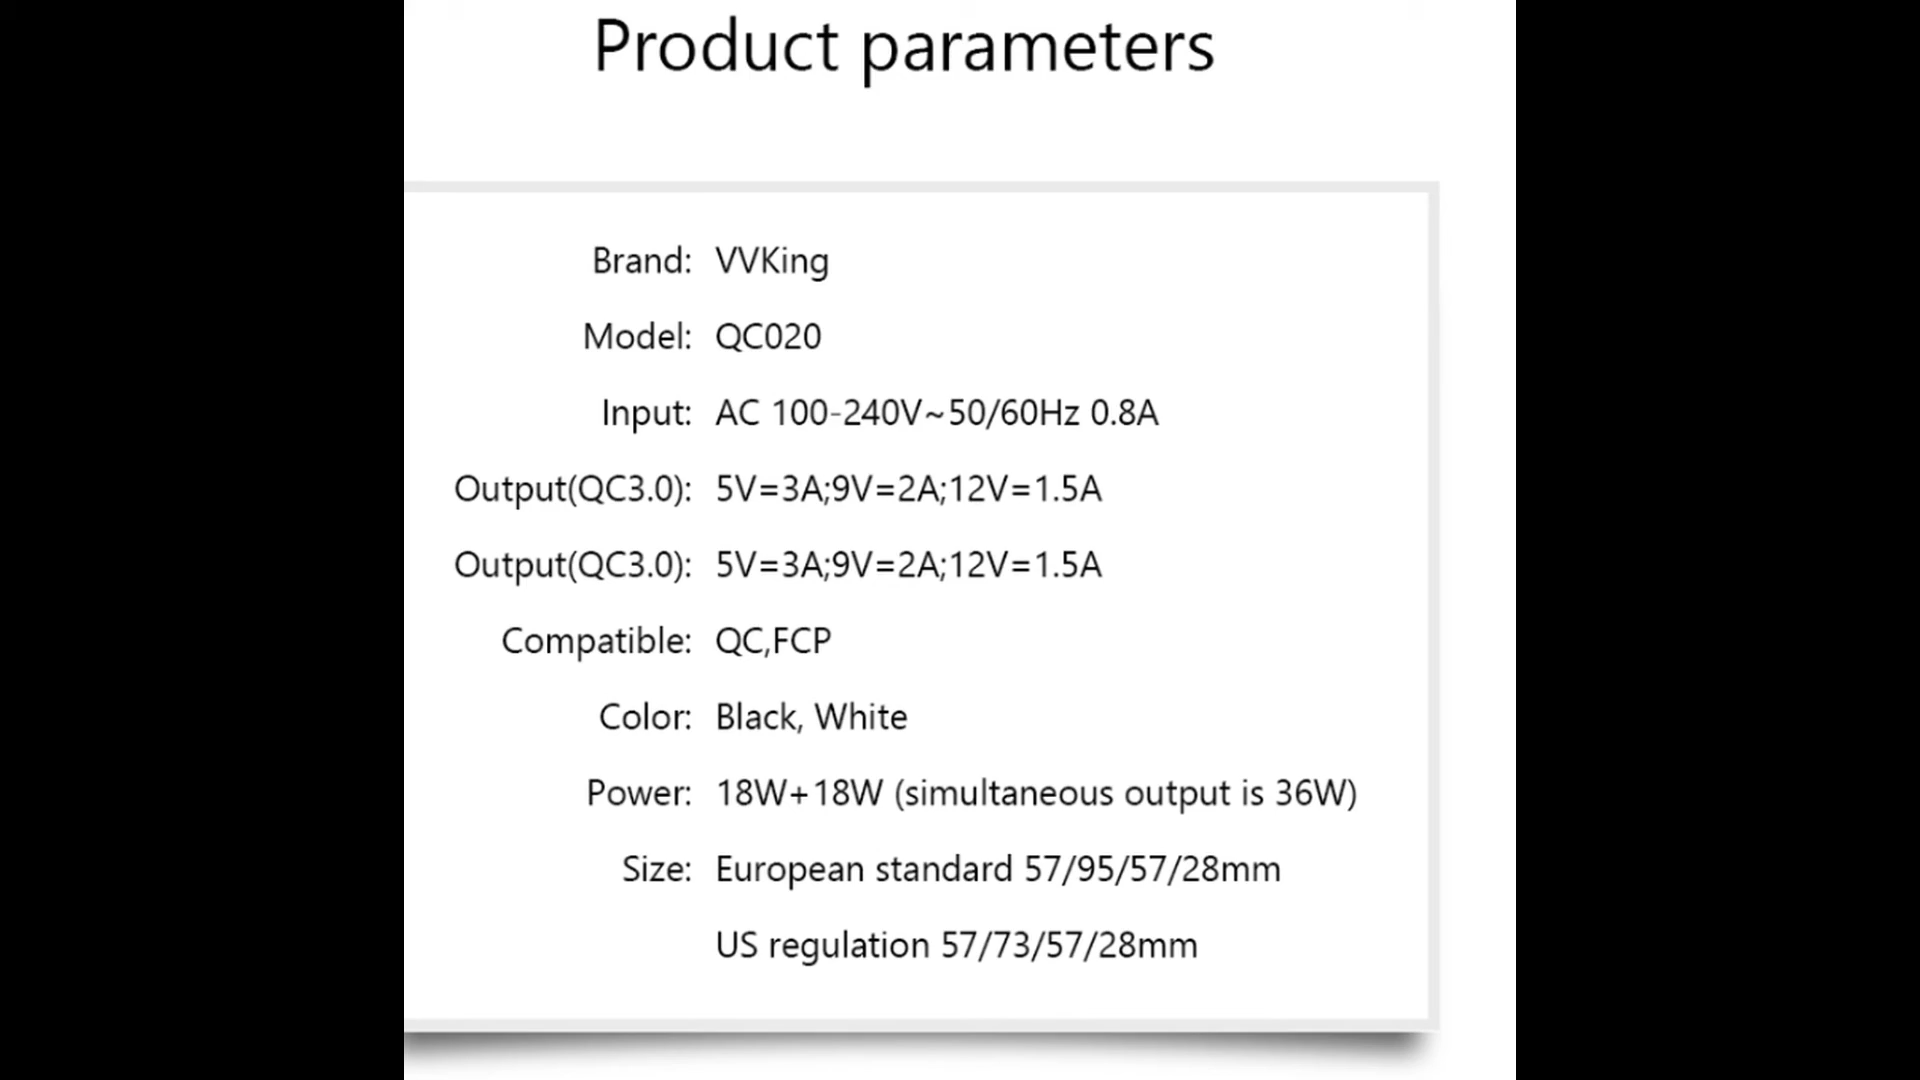 Product parameters
Brand: VVKing
Model: QC020
Input: AC 100-240V~50/60Hz 0.8A
Output(QC3.0): 5V=3A;9V=2A;12V=1.5A
Output(QC3.0): 5V=3A;9V=2A;12V=1.5A
Compatible: QC,FCP
Color: Black, White
Power: 18W+18W (simultaneous output is 36W)
Size: European standard 57/95/57/28mm
US regulation 57/73/57/28mm